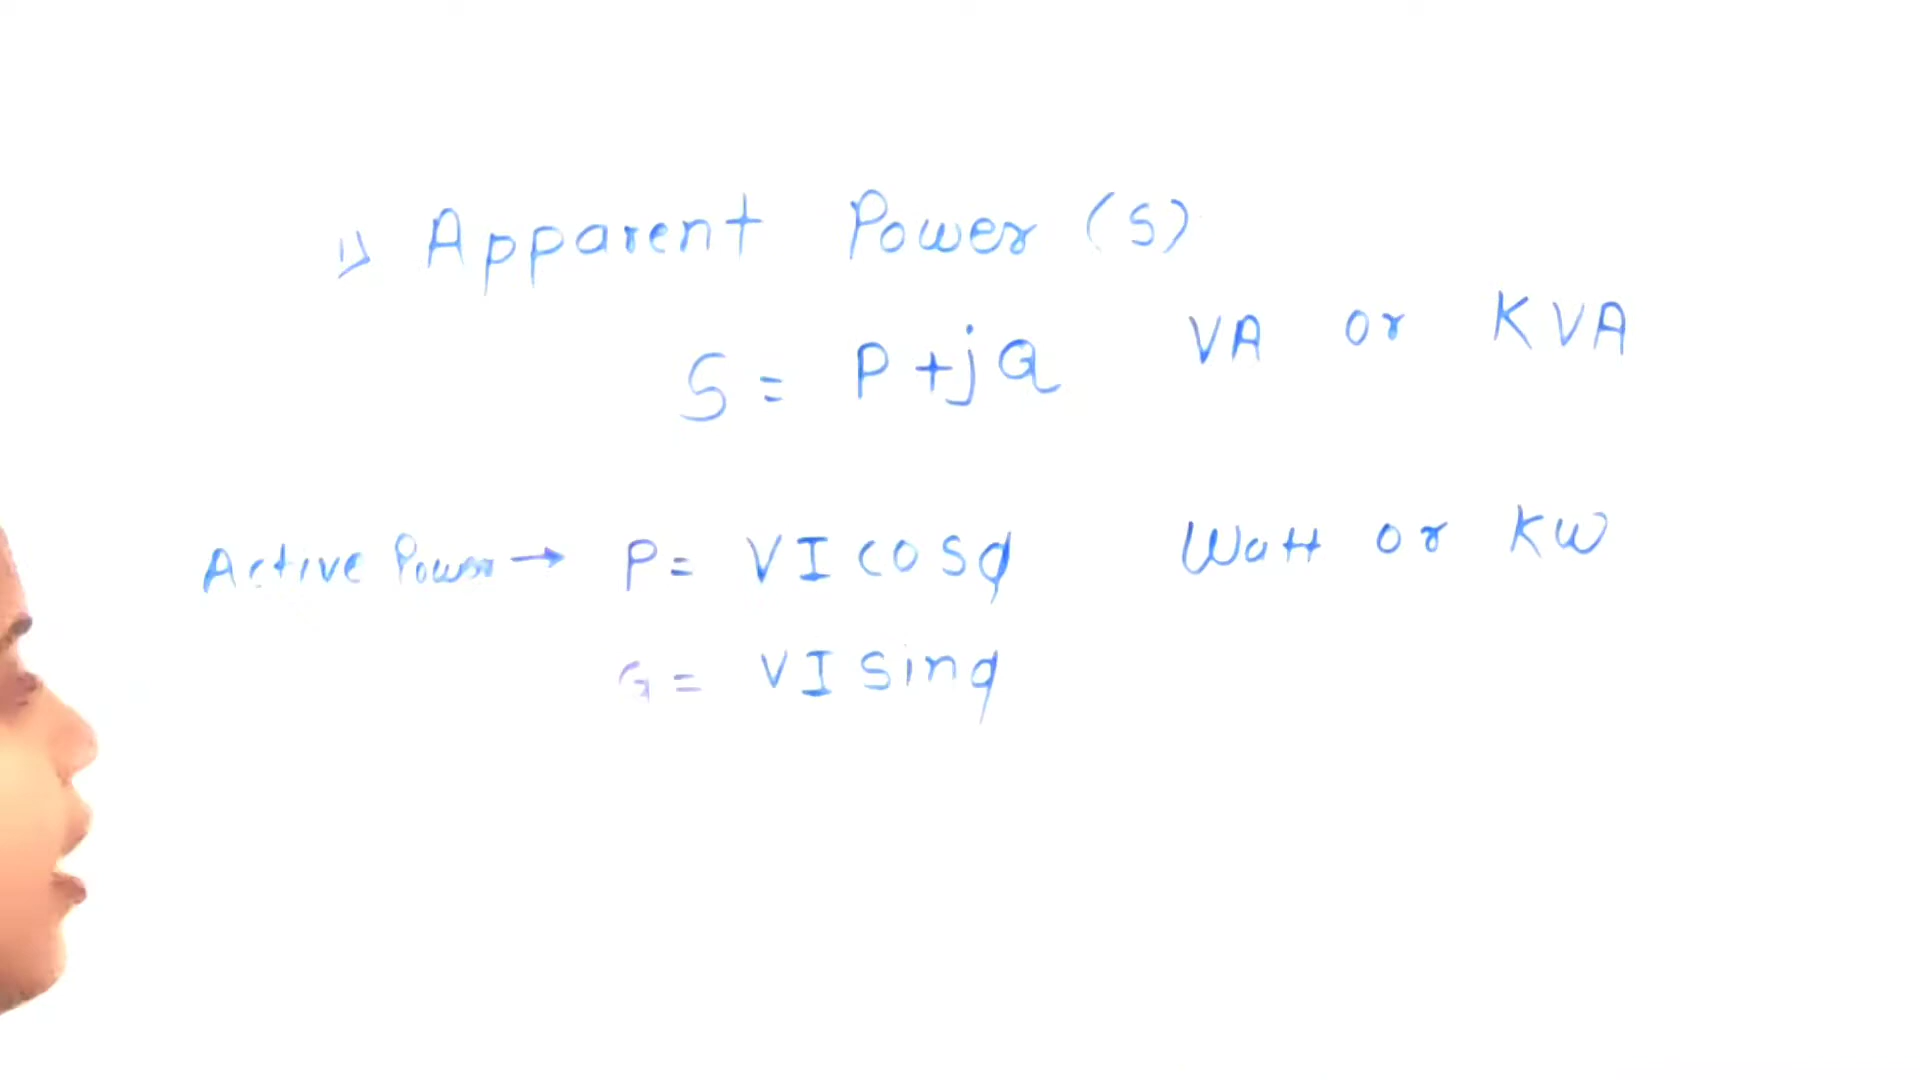 1) Apparent Power (S)
S = P + jQ VA or KVA
Active Power → P = VI cosϕ Watt or KW
Q = VI sinϕ